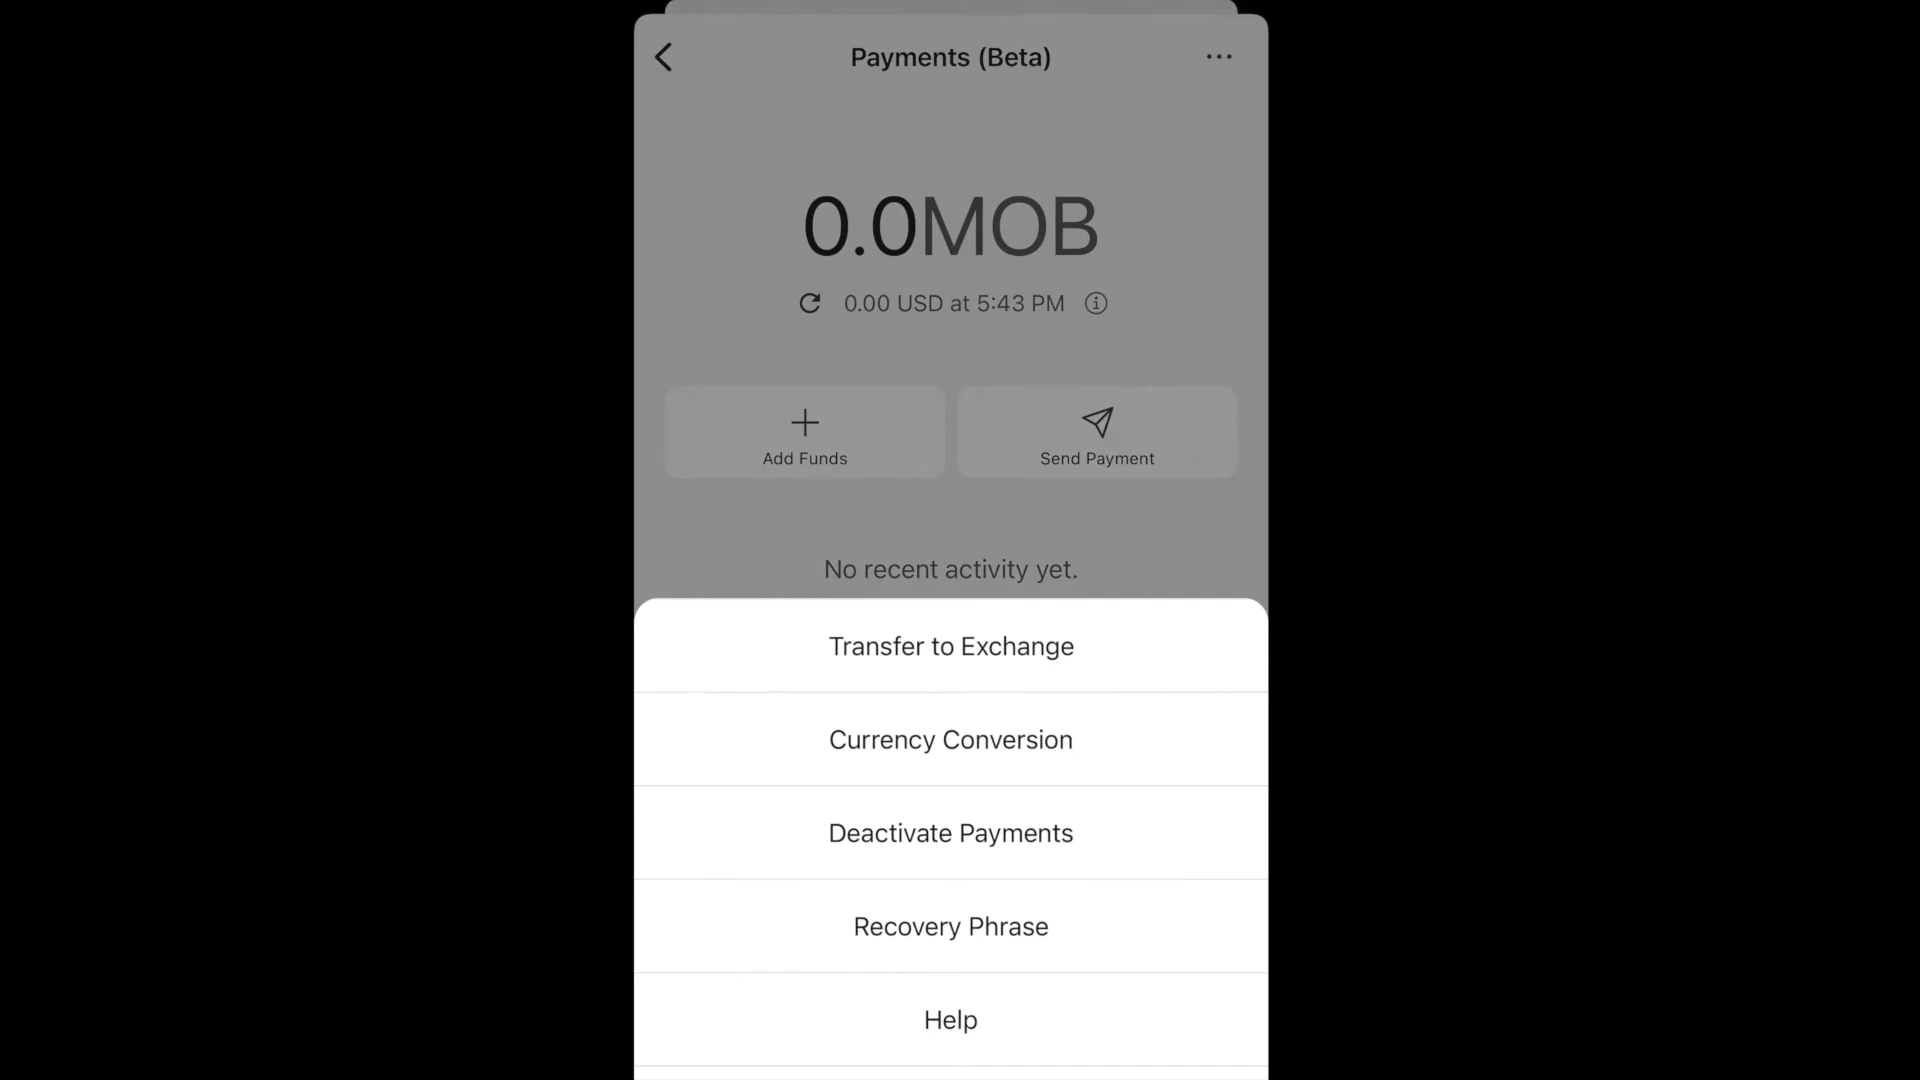 Payments (Beta)
0.0MOB
0.00 USD at 5:43 PM
Add Funds
Send Payment
No recent activity yet.
Transfer to Exchange
Currency Conversion
Deactivate Payments
Recovery Phrase
Help